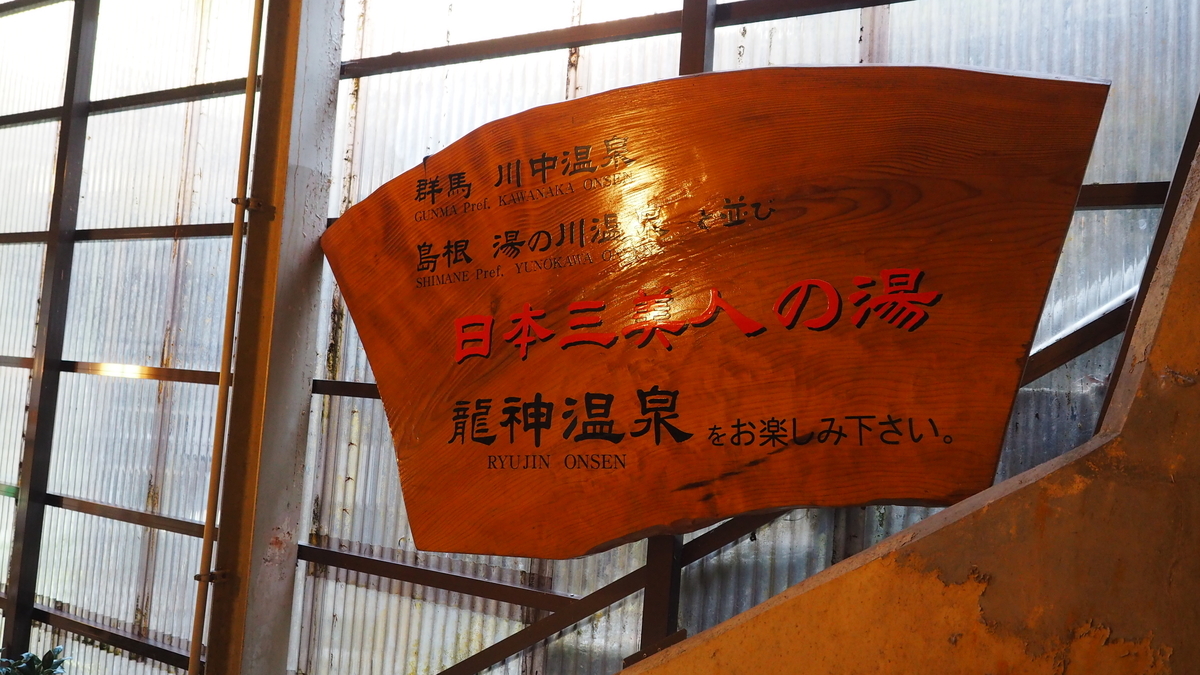 群馬 川中温泉
GUNMA Pref. KAWANAKA ONSEN
島根 湯の川温泉 と並び
SHIMANE Pref. YUNOKAWA
日本三美人の湯
龍神温泉をお楽しみ下さい。
RYUJIN ONSEN